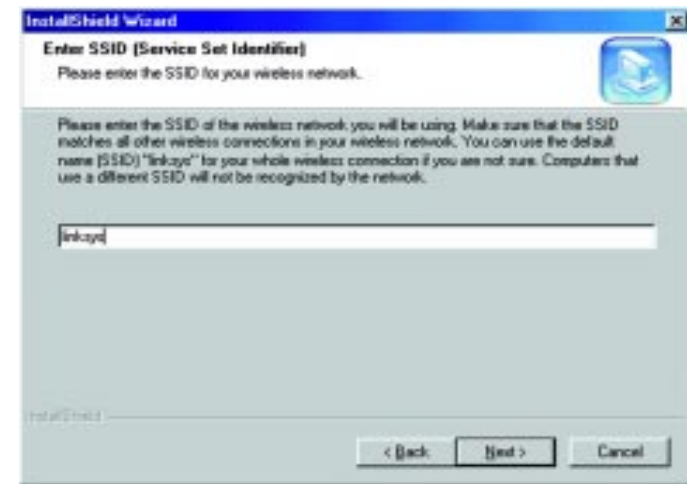 InstallShield Wizard
Enter SSID (Service Set Identifier)
Please enter the SSID for your wireless network.
Please enter the SSID of the wireless network you will be using. Make sure that the SSID
matches all other wireless connections in your wireless network. You can use the default
name (SSID) "linksys" for your whole wireless connection if you are not sure. Computers that
use a different SSID will not be recognized by the network.
linksys
InstallShield
< Back
Next >
Cancel